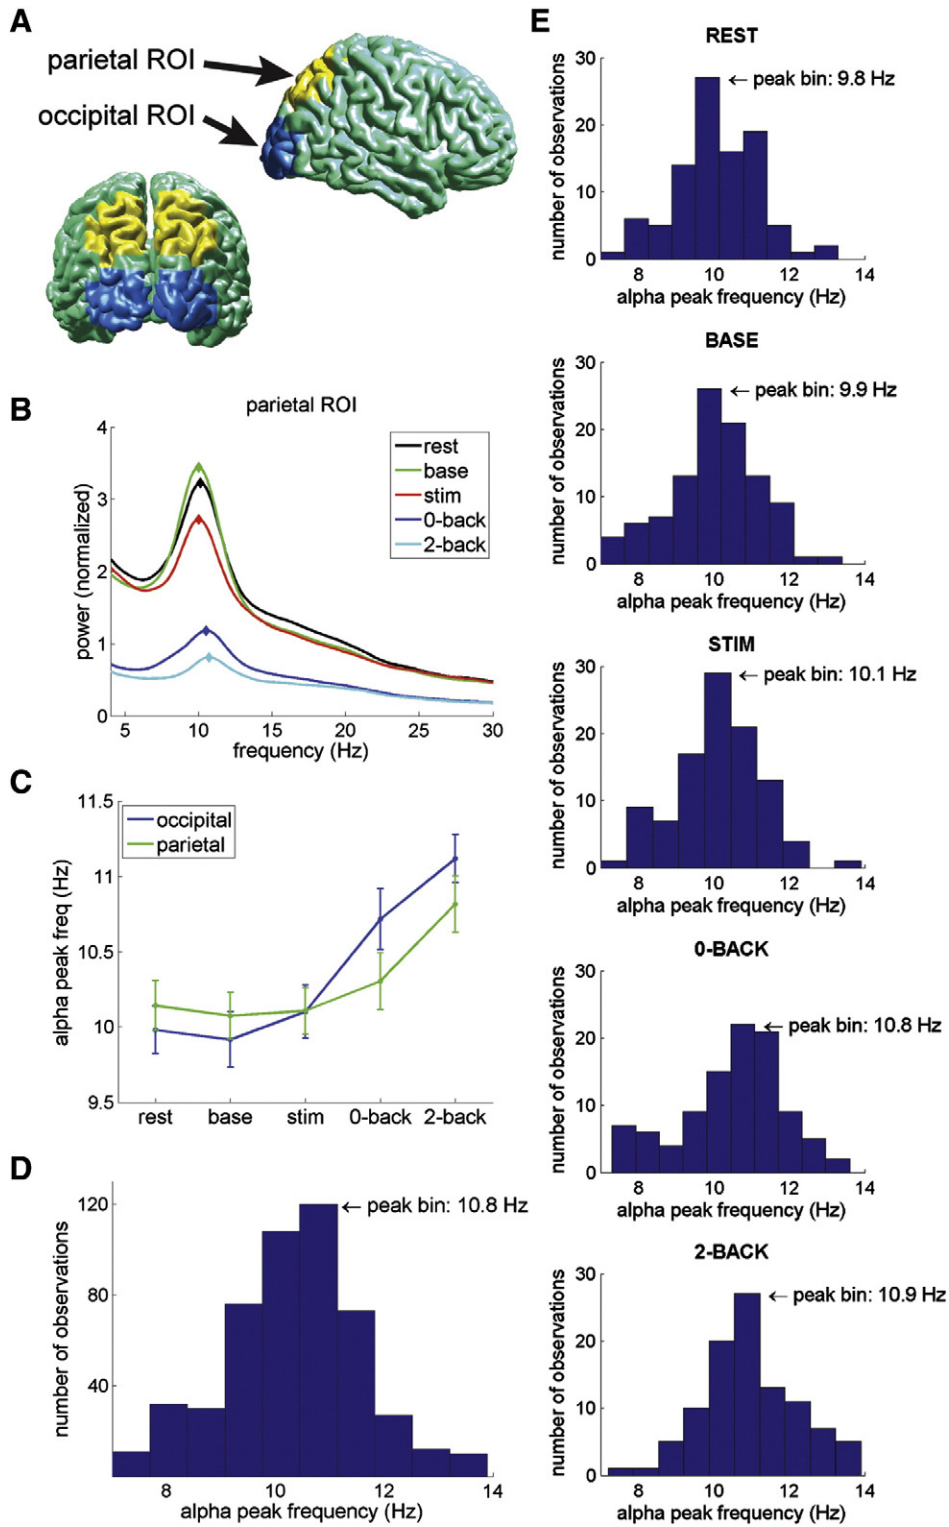 A
parietal ROI
occipital ROI
B
parietal ROI
4
3
2
1
0
power (normalized)
rest
base
stim
0-back
2-back
5
10
15
20
25
30
frequency (Hz)
C
11.5
11
10.5
10
9.5
alpha peak freq (Hz)
occipital
parietal
rest
base
stim
0-back
2-back
D
120
80
40
number of observations
← peak bin: 10.8 Hz
8
10
12
14
alpha peak frequency (Hz)
E
REST
30
20
10
0
number of observations
← peak bin: 9.8 Hz
8
10
12
14
alpha peak frequency (Hz)
BASE
30
20
10
0
number of observations
← peak bin: 9.9 Hz
8
10
12
14
alpha peak frequency (Hz)
STIM
30
20
10
0
number of observations
← peak bin: 10.1 Hz
8
10
12
14
alpha peak frequency (Hz)
0-BACK
30
20
10
0
number of observations
← peak bin: 10.8 Hz
8
10
12
14
alpha peak frequency (Hz)
2-BACK
30
20
10
0
number of observations
← peak bin: 10.9 Hz
8
10
12
14
alpha peak frequency (Hz)